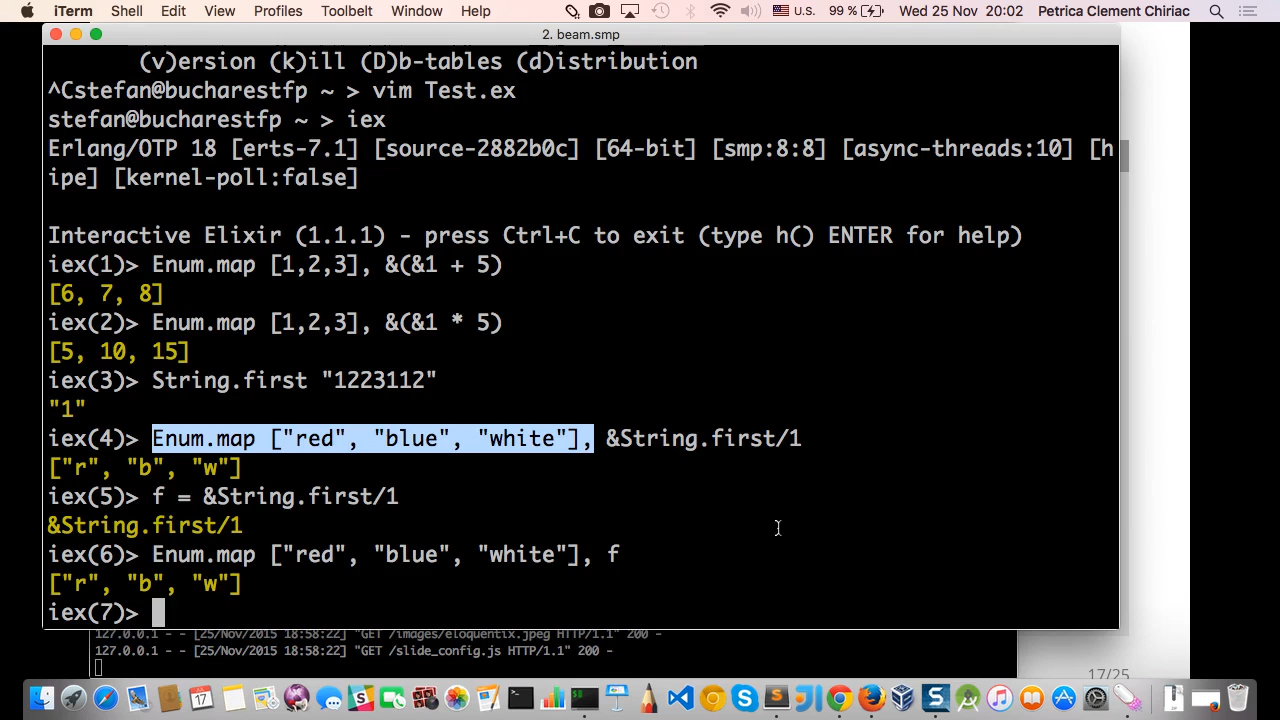 iTerm Shell Edit View Profiles Toolbelt Window Help U.S. 99 % Wed 25 Nov 20:02 Petrica Clement Chiriac
2. beam.smp
(v)ersion (k)ill (D)b-tables (d)istribution
^Cstefan@bucharestfp ~ > vim Test.ex
stefan@bucharestfp ~ > iex
Erlang/OTP 18 [erts-7.1] [source-2882b0c] [64-bit] [smp:8:8] [async-threads:10] [h
ipe] [kernel-poll:false]
Interactive Elixir (1.1.1) - press Ctrl+C to exit (type h() ENTER for help)
iex(1)> Enum.map [1,2,3], &(&1 + 5)
[6, 7, 8]
iex(2)> Enum.map [1,2,3], &(&1 * 5)
[5, 10, 15]
iex(3)> String.first "1223112"
"1"
iex(4)> Enum.map ["red", "blue", "white"], &String.first/1
["r", "b", "w"]
iex(5)> f = &String.first/1
&String.first/1
iex(6)> Enum.map ["red", "blue", "white"], f
["r", "b", "w"]
iex(7)>
127.0.0.1 - - [25/Nov/2015 18:58:22] "GET /images/eloquentix.jpeg HTTP/1.1" 200 -
127.0.0.1 - - [25/Nov/2015 18:58:22] "GET /slide_config.js HTTP/1.1" 200 -
17/25
17